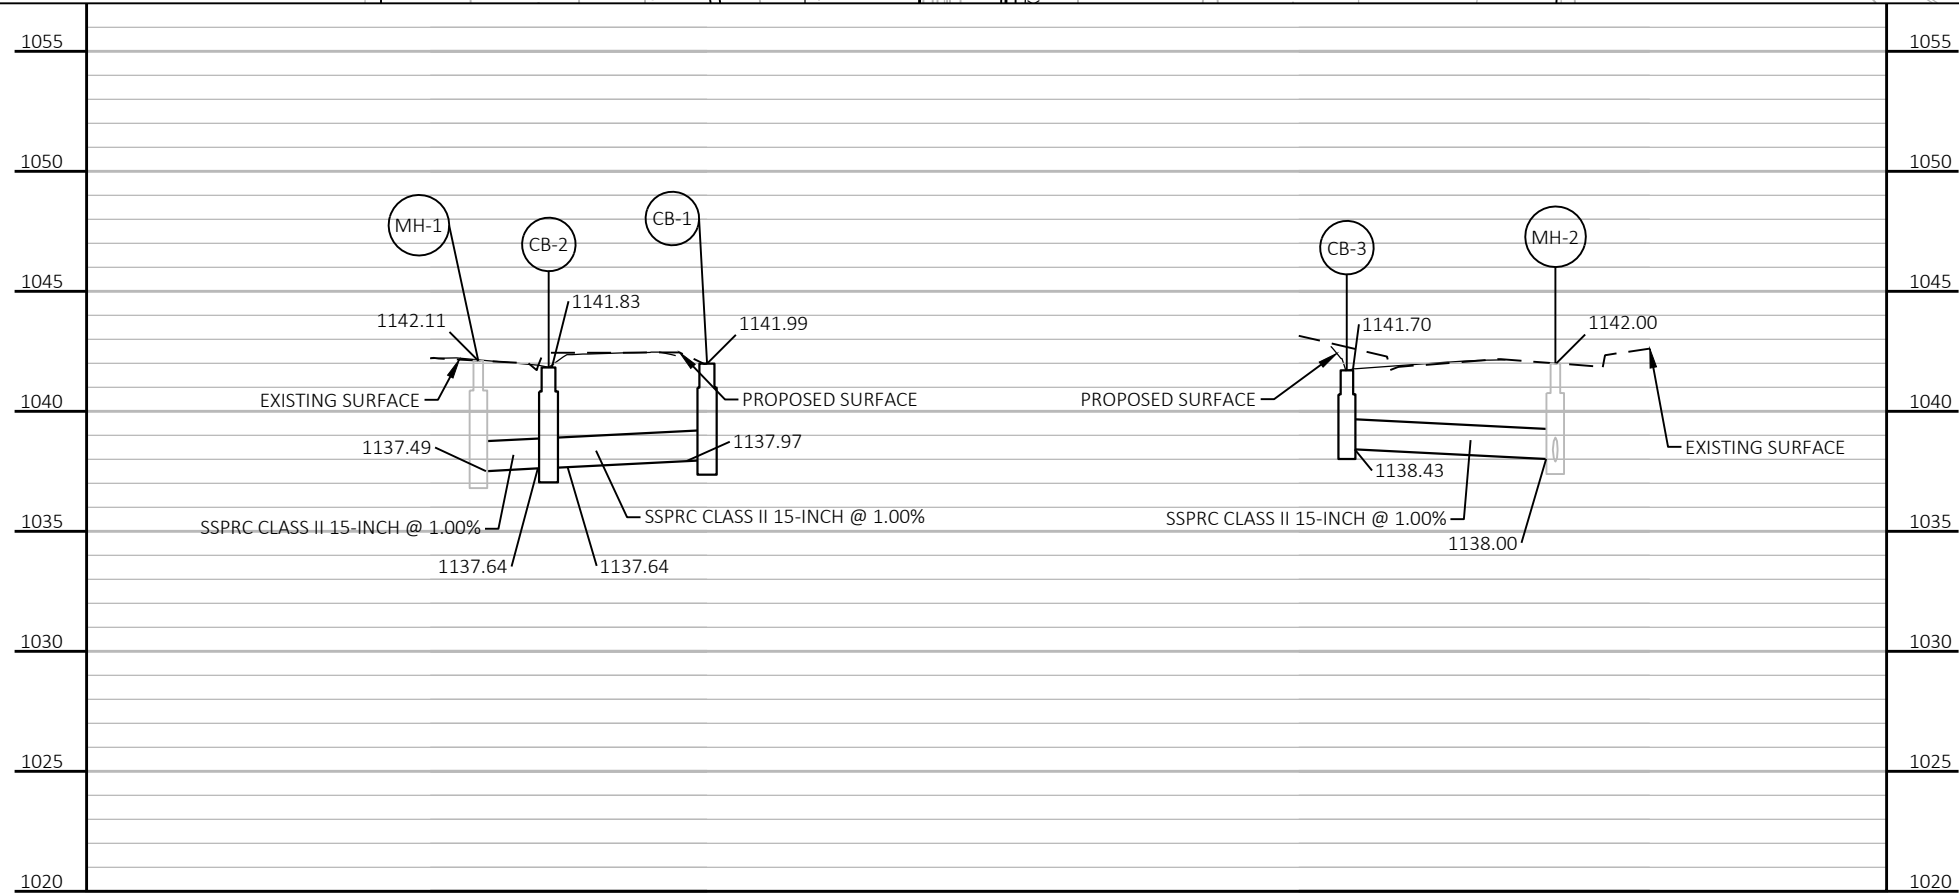 1055
1055
1050
1050
MH-1
CB-2
CB-1
CB-3
MH-2
1045
1045
1142.11
1141.83
1141.99
1141.70
1142.00
EXISTING SURFACE
PROPOSED SURFACE
PROPOSED SURFACE
1040
1040
1137.49
1137.97
1138.43
EXISTING SURFACE
SSPRC CLASS II 15-INCH @ 1.00%
SSPRC CLASS II 15-INCH @ 1.00%
SSPRC CLASS II 15-INCH @ 1.00%
1035
1035
1137.64
1137.64
1138.00
1030
1030
1025
1025
1020
1020